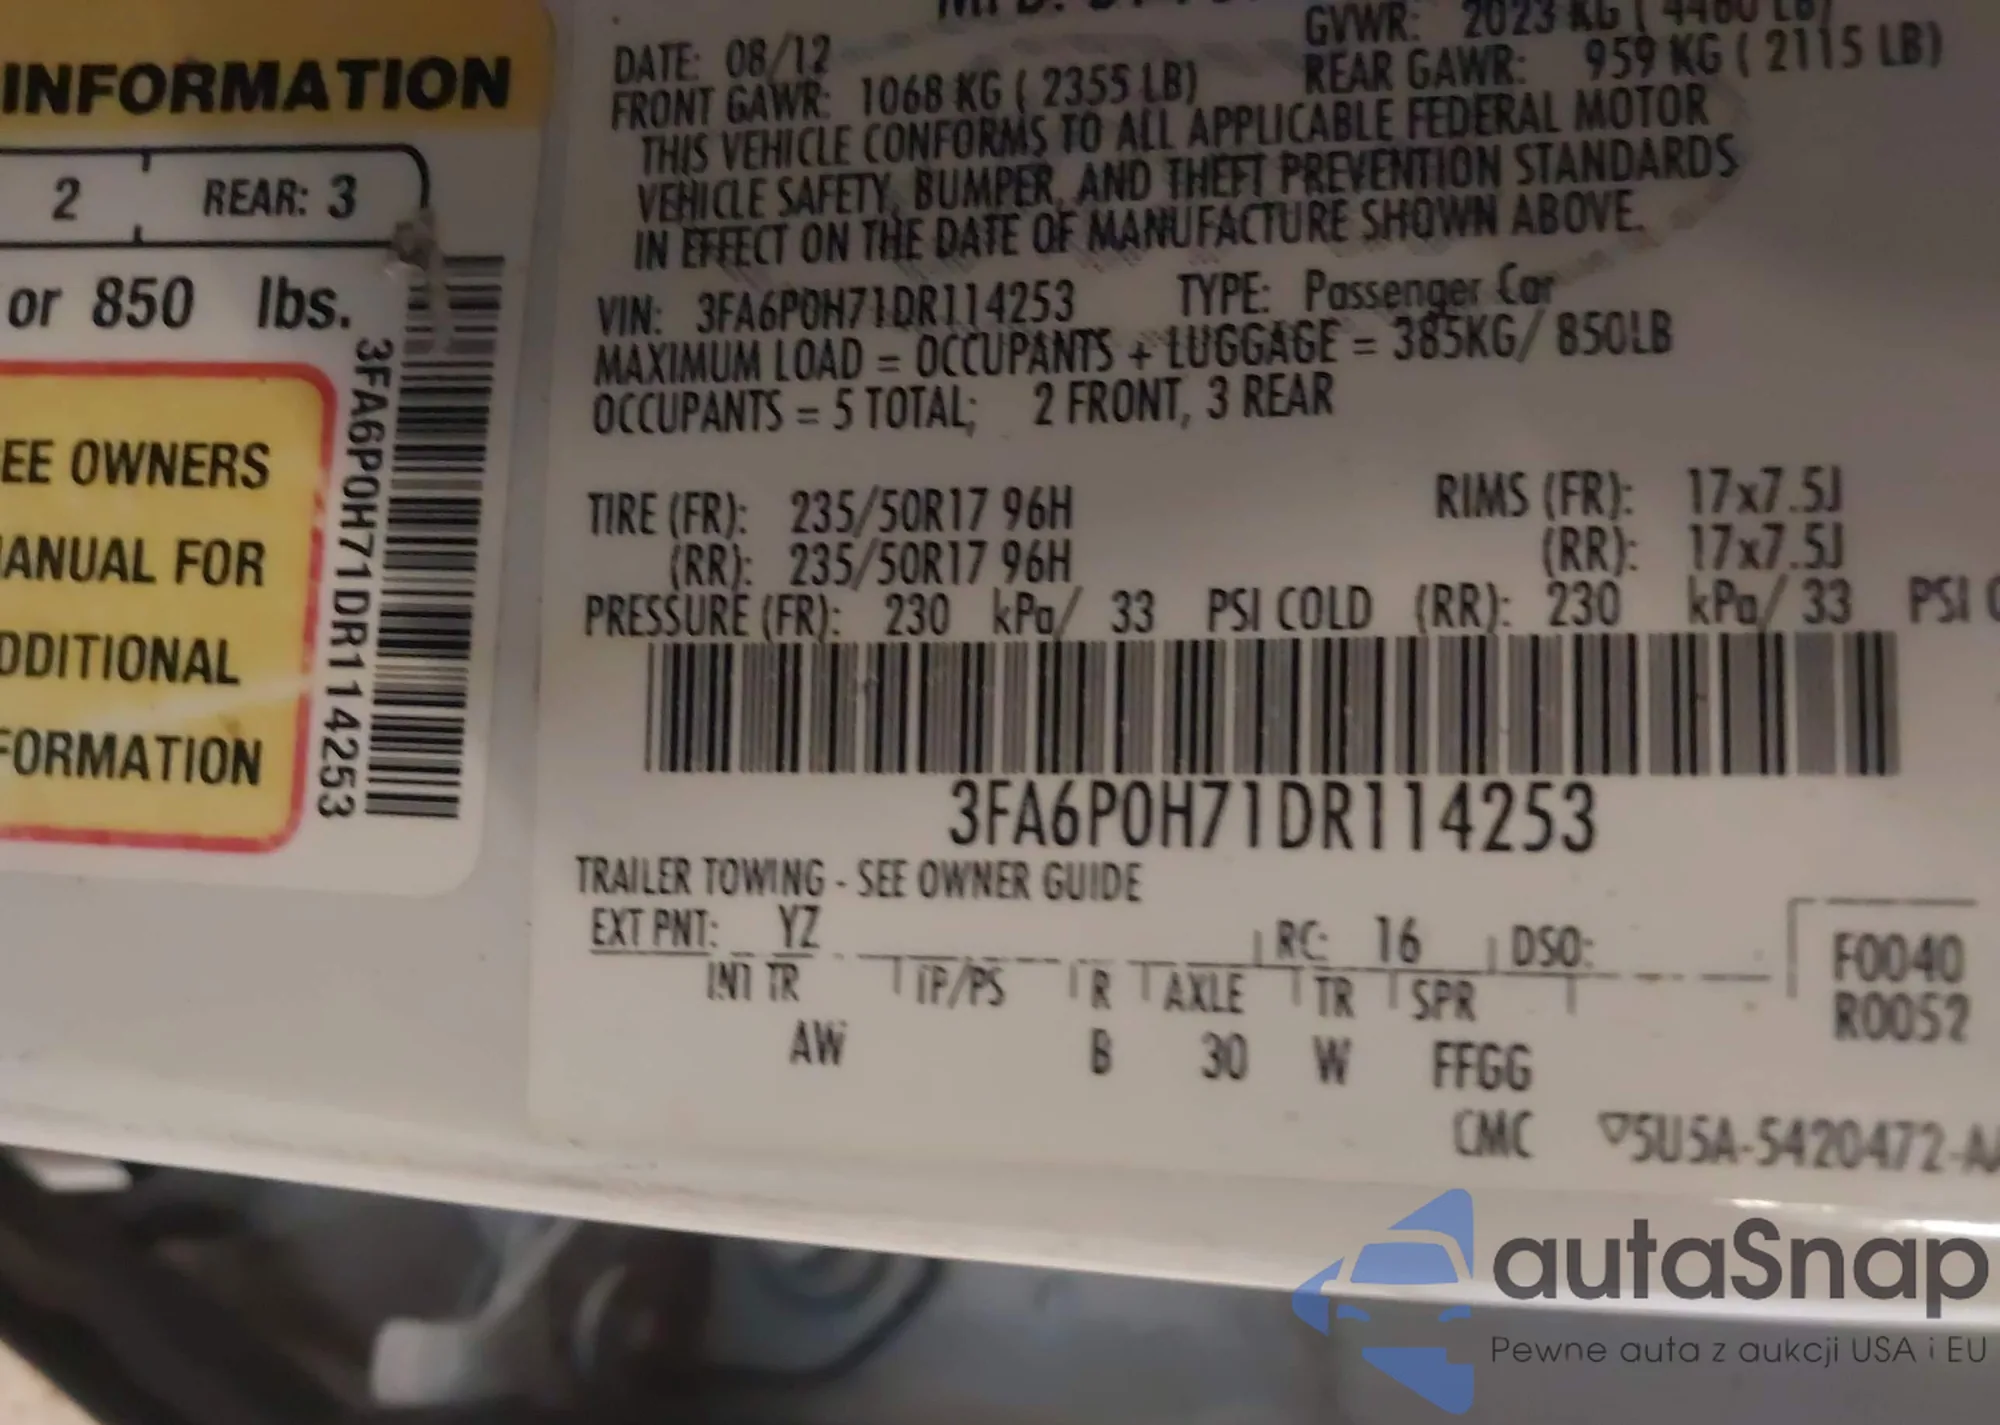 INFORMATION
2 REAR: 3
or 850 lbs.
EE OWNERS
ANUAL FOR
DDITIONAL
FORMATION
3FA6P0H71DR114253
GVWR: 2023 KG ( 4460 LB)
DATE: 08/12
FRONT GAWR: 1068 KG ( 2355 LB) REAR GAWR: 959 KG ( 2115 LB)
THIS VEHICLE CONFORMS TO ALL APPLICABLE FEDERAL MOTOR
VEHICLE SAFETY, BUMPER, AND THEFT PREVENTION STANDARDS
IN EFFECT ON THE DATE OF MANUFACTURE SHOWN ABOVE.
VIN: 3FA6P0H71DR114253 TYPE: Passenger Car
MAXIMUM LOAD = OCCUPANTS + LUGGAGE = 385KG/ 850LB
OCCUPANTS = 5 TOTAL; 2 FRONT, 3 REAR
TIRE (FR): 235/50R17 96H RIMS (FR): 17x7.5J
(RR): 235/50R17 96H (RR): 17x7.5J
PRESSURE (FR): 230 kPa/ 33 PSI COLD (RR): 230 kPa/ 33 PSI C
3FA6P0H71DR114253
TRAILER TOWING - SEE OWNER GUIDE
EXT PNT: YZ RC: 16 DSO: F0040
INT TR TP/PS R AXLE TR SPR R0052
AW B 30 W FFGG
CMC ▽5U5A-5420472-AA
autaSnap
Pewne auta z aukcji USA i EU